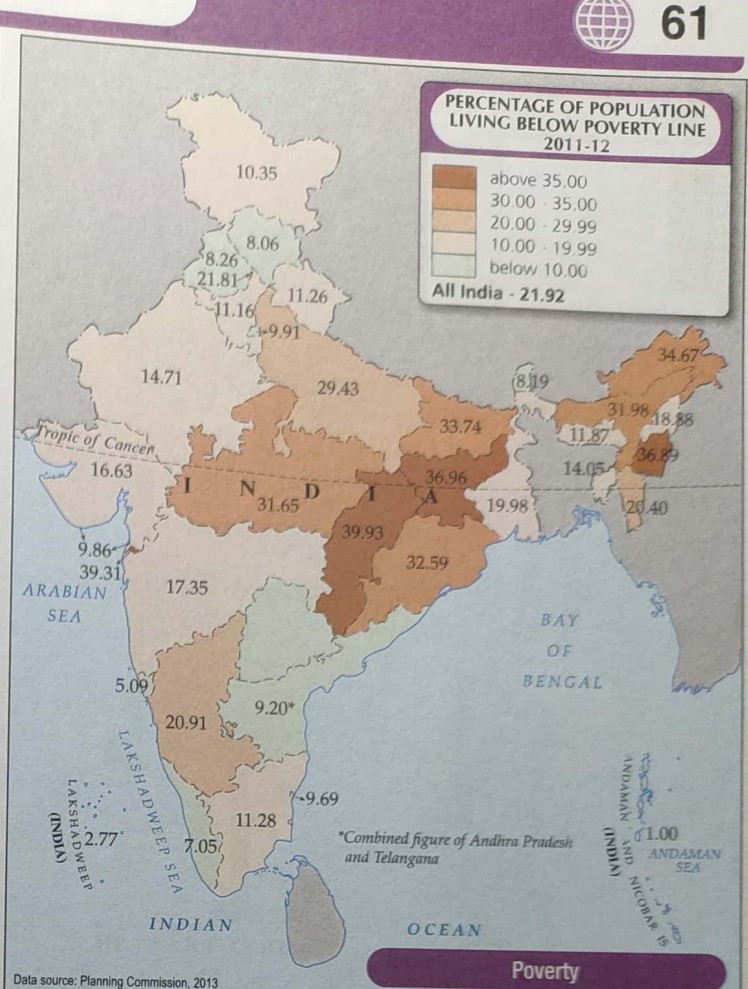 61
PERCENTAGE OF POPULATION
LIVING BELOW POVERTY LINE
2011-12
above 35.00
30.00 - 35.00
20.00 - 29.99
10.00 - 19.99
below 10.00
All India - 21.92
10.35
8.06
8.26
21.81
11.26
11.16
9.91
14.71
29.43
8.19
34.67
31.98
18.88
33.74
11.87
36.89
Tropic of Cancer
16.63
14.05
36.96
I N D I A
31.65
19.98
20.40
39.93
9.86
39.31
32.59
17.35
ARABIAN
SEA
BAY
OF
BENGAL
5.09
9.20*
20.91
LAKSHADWEEP SEA
LAKSHADWEEP
(INDIA)
2.77
7.05
11.28
9.69
*Combined figure of Andhra Pradesh
and Telangana
ANDAMAN AND NICOBAR IS
(INDIA)
1.00
ANDAMAN
SEA
INDIAN OCEAN
Poverty
Data source: Planning Commission, 2013